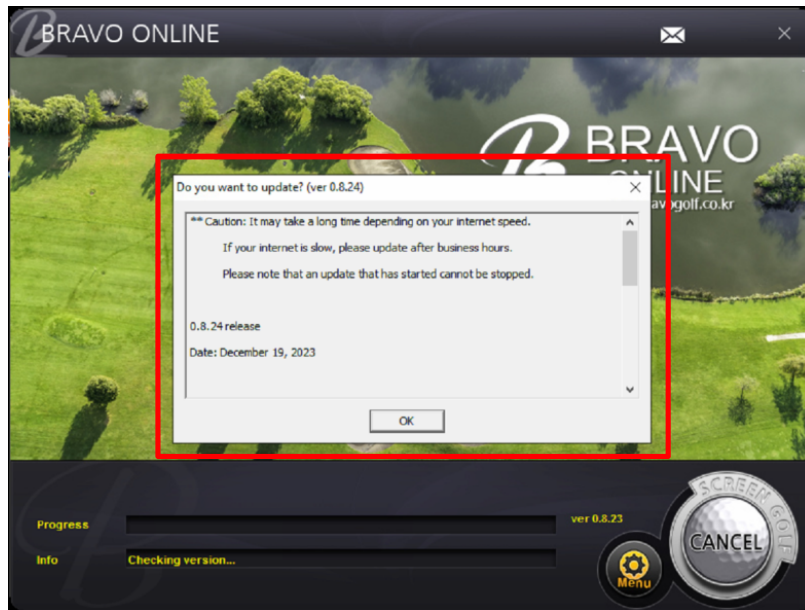 BRAVO ONLINE
BRAVO
ONLINE
avogolf.co.kr
Do you want to update? (ver 0.8.24)
** Caution: It may take a long time depending on your internet speed.
If your internet is slow, please update after business hours.
Please note that an update that has started cannot be stopped.
0.8.24 release
Date: December 19, 2023
OK
Progress
ver 0.8.23
Info
Checking version...
Menu
SCREEN GOLF
CANCEL